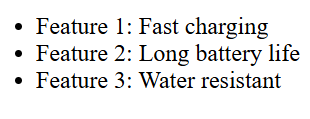 • Feature 1: Fast charging
• Feature 2: Long battery life
• Feature 3: Water resistant